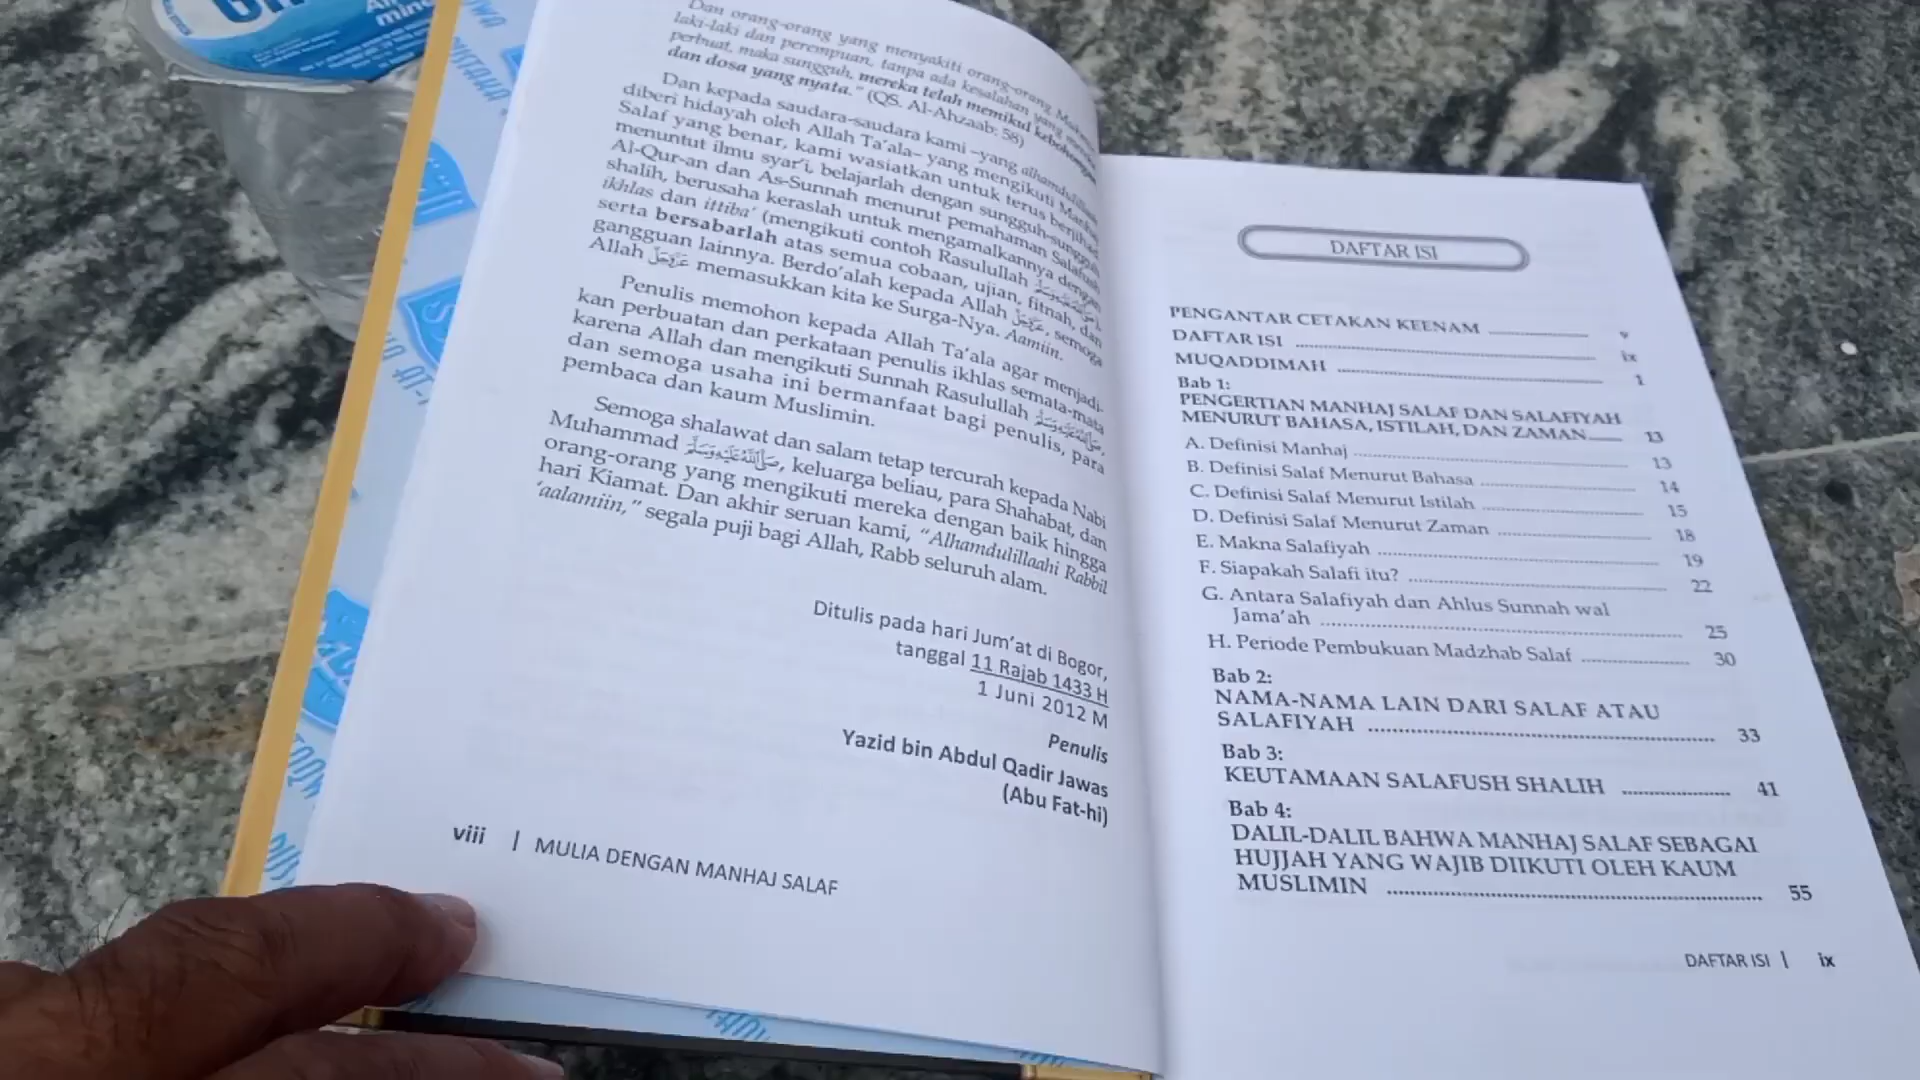 Dan orang-orang yang menyakiti orang-orang
laki-laki dan perempuan, tanpa ada kesalahan yang
perbuat, maka sungguh, mereka telah memikul kebohongan
dan dosa yang nyata." (QS. Al-Ahzaab: 58)
Dan kepada saudara-saudara kami –yang alhamdulillaah
diberi hidayah oleh Allah Ta'ala– yang mengikuti Manhaj
Salaf yang benar, kami wasiatkan untuk terus berjihad
menuntut ilmu syar'i, belajarlah dengan sungguh-sungguh
Al-Qur-an dan As-Sunnah menurut pemahaman Salafush
shalih, berusaha keraslah untuk mengamalkannya dengan
ikhlas dan ittiba' (mengikuti contoh Rasulullah ﷺ),
serta bersabarlah atas semua cobaan, ujian, fitnah, dan
gangguan lainnya. Berdo'alah kepada Allah عَزَّوَجَلَّ, semoga
Allah عَزَّوَجَلَّ memasukkan kita ke Surga-Nya. Aamiin.
Penulis memohon kepada Allah Ta'ala agar menjadi-
kan perbuatan dan perkataan penulis ikhlas semata-mata
karena Allah dan mengikuti Sunnah Rasulullah ﷺ,
dan semoga usaha ini bermanfaat bagi penulis, para
pembaca dan kaum Muslimin.
Semoga shalawat dan salam tetap tercurah kepada Nabi
Muhammad ﷺ, keluarga beliau, para Shahabat, dan
orang-orang yang mengikuti mereka dengan baik hingga
hari Kiamat. Dan akhir seruan kami, "Alhamdulillaahi Rabbil
'aalamiin," segala puji bagi Allah, Rabb seluruh alam.
Ditulis pada hari Jum'at di Bogor,
tanggal 11 Rajab 1433 H
1 Juni 2012 M
Penulis
Yazid bin Abdul Qadir Jawas
(Abu Fat-hi)
viii | MULIA DENGAN MANHAJ SALAF
DAFTAR ISI
PENGANTAR CETAKAN KEENAM .................... v
DAFTAR ISI .................... ix
MUQADDIMAH .................... 1
Bab 1:
PENGERTIAN MANHAJ SALAF DAN SALAFIYAH
MENURUT BAHASA, ISTILAH, DAN ZAMAN ....... 13
A. Definisi Manhaj .................... 13
B. Definisi Salaf Menurut Bahasa .................... 14
C. Definisi Salaf Menurut Istilah .................... 15
D. Definisi Salaf Menurut Zaman .................... 18
E. Makna Salafiyah .................... 19
F. Siapakah Salafi itu? .................... 22
G. Antara Salafiyah dan Ahlus Sunnah wal
Jama'ah .................... 25
H. Periode Pembukuan Madzhab Salaf .................... 30
Bab 2:
NAMA-NAMA LAIN DARI SALAF ATAU
SALAFIYAH .................... 33
Bab 3:
KEUTAMAAN SALAFUSH SHALIH .................... 41
Bab 4:
DALIL-DALIL BAHWA MANHAJ SALAF SEBAGAI
HUJJAH YANG WAJIB DIIKUTI OLEH KAUM
MUSLIMIN .................... 55
DAFTAR ISI | ix